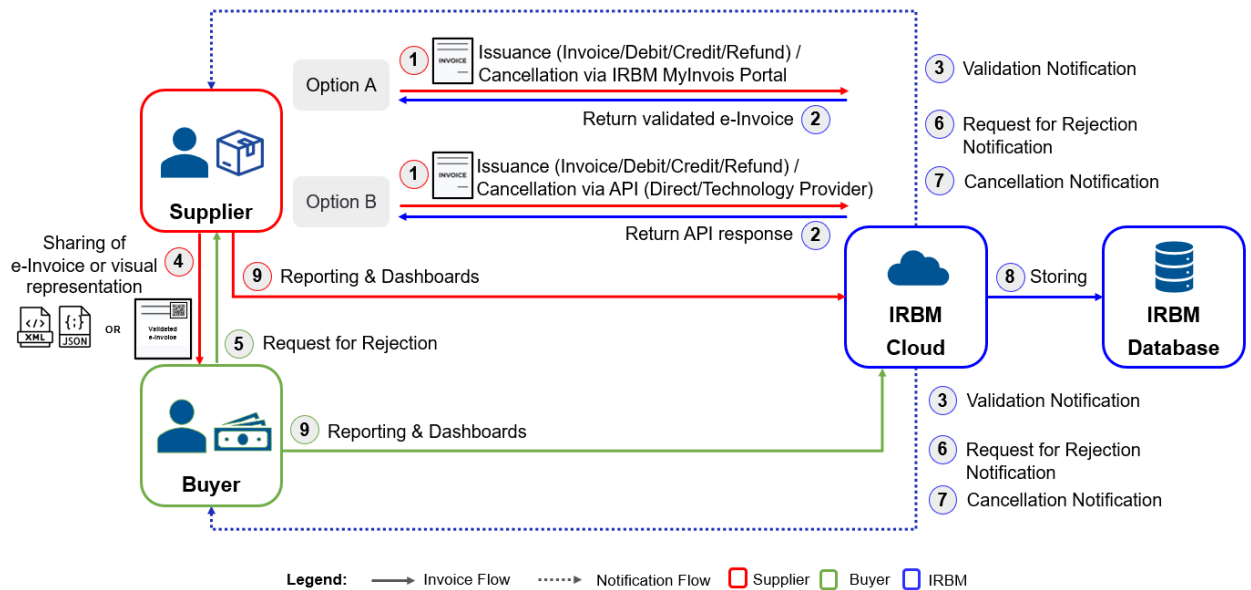 1
INVOICE
Issuance (Invoice/Debit/Credit/Refund) /
Cancellation via IRBM MyInvois Portal
Option A
Return validated e-Invoice
2
1
INVOICE
Issuance (Invoice/Debit/Credit/Refund) /
Cancellation via API (Direct/Technology Provider)
Option B
Return API response
2
3
Validation Notification
6
Request for Rejection
Notification
7
Cancellation Notification
Supplier
Sharing of
e-Invoice or visual
representation
4
</>
XML
{;}
JSON
OR
Validated
e-Invoice
9
Reporting & Dashboards
5
Request for Rejection
IRBM
Cloud
8
Storing
IRBM
Database
Buyer
9
Reporting & Dashboards
3
Validation Notification
6
Request for Rejection
Notification
7
Cancellation Notification
Legend:
Invoice Flow
Notification Flow
Supplier
Buyer
IRBM